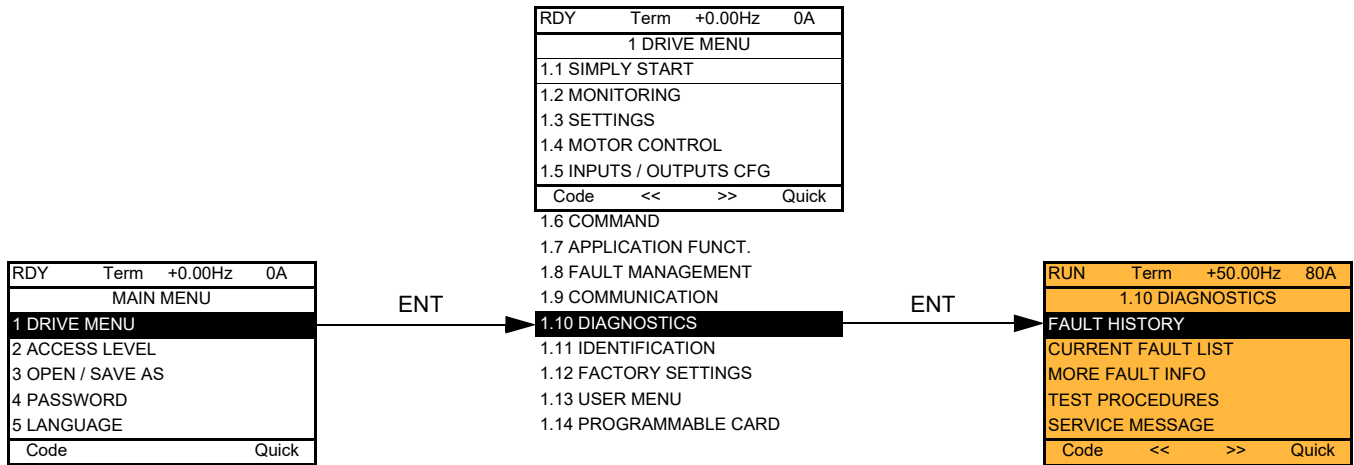 RDY Term +0.00Hz 0A
MAIN MENU
1 DRIVE MENU
2 ACCESS LEVEL
3 OPEN / SAVE AS
4 PASSWORD
5 LANGUAGE
Code Quick
ENT
RDY Term +0.00Hz 0A
1 DRIVE MENU
1.1 SIMPLY START
1.2 MONITORING
1.3 SETTINGS
1.4 MOTOR CONTROL
1.5 INPUTS / OUTPUTS CFG
Code << >> Quick
1.6 COMMAND
1.7 APPLICATION FUNCT.
1.8 FAULT MANAGEMENT
1.9 COMMUNICATION
1.10 DIAGNOSTICS
1.11 IDENTIFICATION
1.12 FACTORY SETTINGS
1.13 USER MENU
1.14 PROGRAMMABLE CARD
ENT
RUN Term +50.00Hz 80A
1.10 DIAGNOSTICS
FAULT HISTORY
CURRENT FAULT LIST
MORE FAULT INFO
TEST PROCEDURES
SERVICE MESSAGE
Code << >> Quick